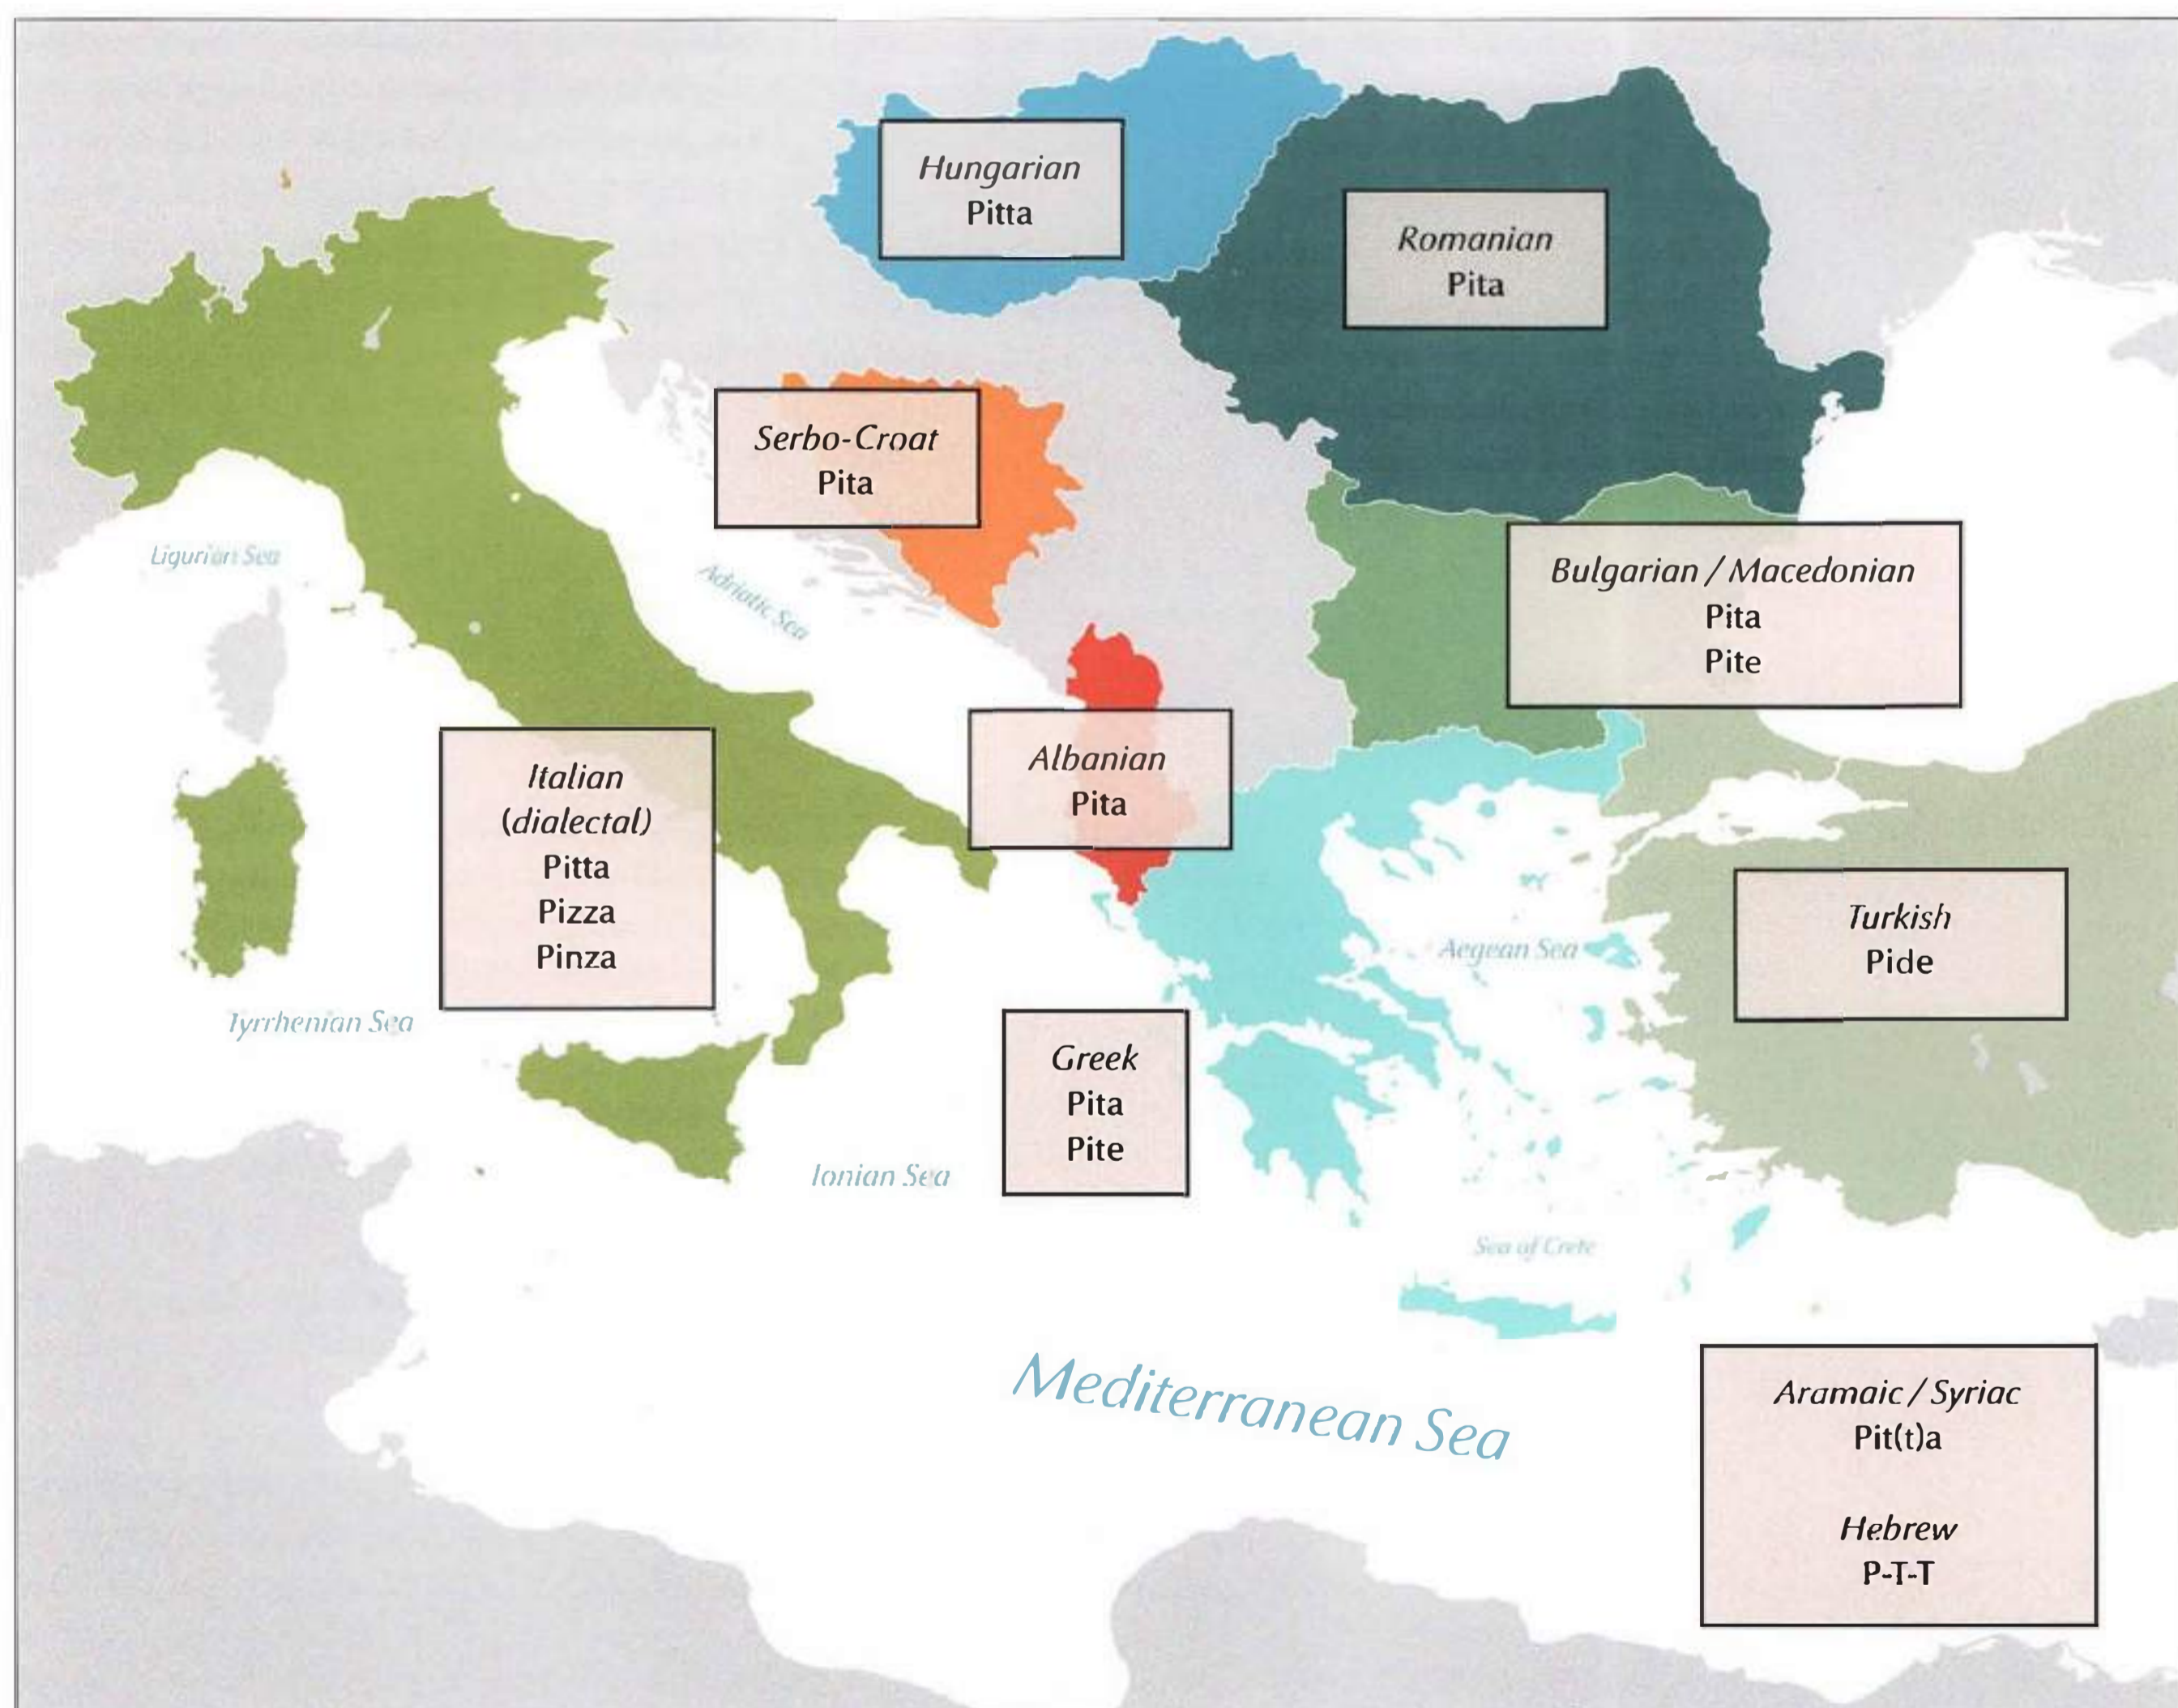 Hungarian
Pitta
Romanian
Pita
Serbo-Croat
Pita
Ligurian Sea
Adriatic Sea
Bulgarian / Macedonian
Pita
Pite
Italian
(dialectal)
Pitta
Pizza
Pinza
Albanian
Pita
Turkish
Pide
Aegean Sea
Tyrrhenian Sea
Greek
Pita
Pite
Ionian Sea
Sea of Crete
Mediterranean Sea
Aramaic / Syriac
Pit(t)a
Hebrew
P-T-T